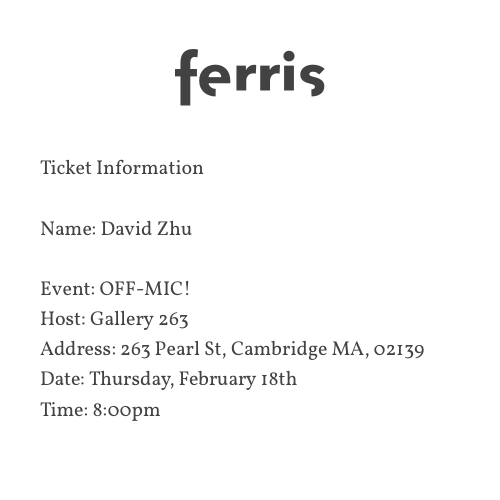 ferris
Ticket Information
Name: David Zhu
Event: OFF-MIC!
Host: Gallery 263
Address: 263 Pearl St, Cambridge MA, 02139
Date: Thursday, February 18th
Time: 8:00pm